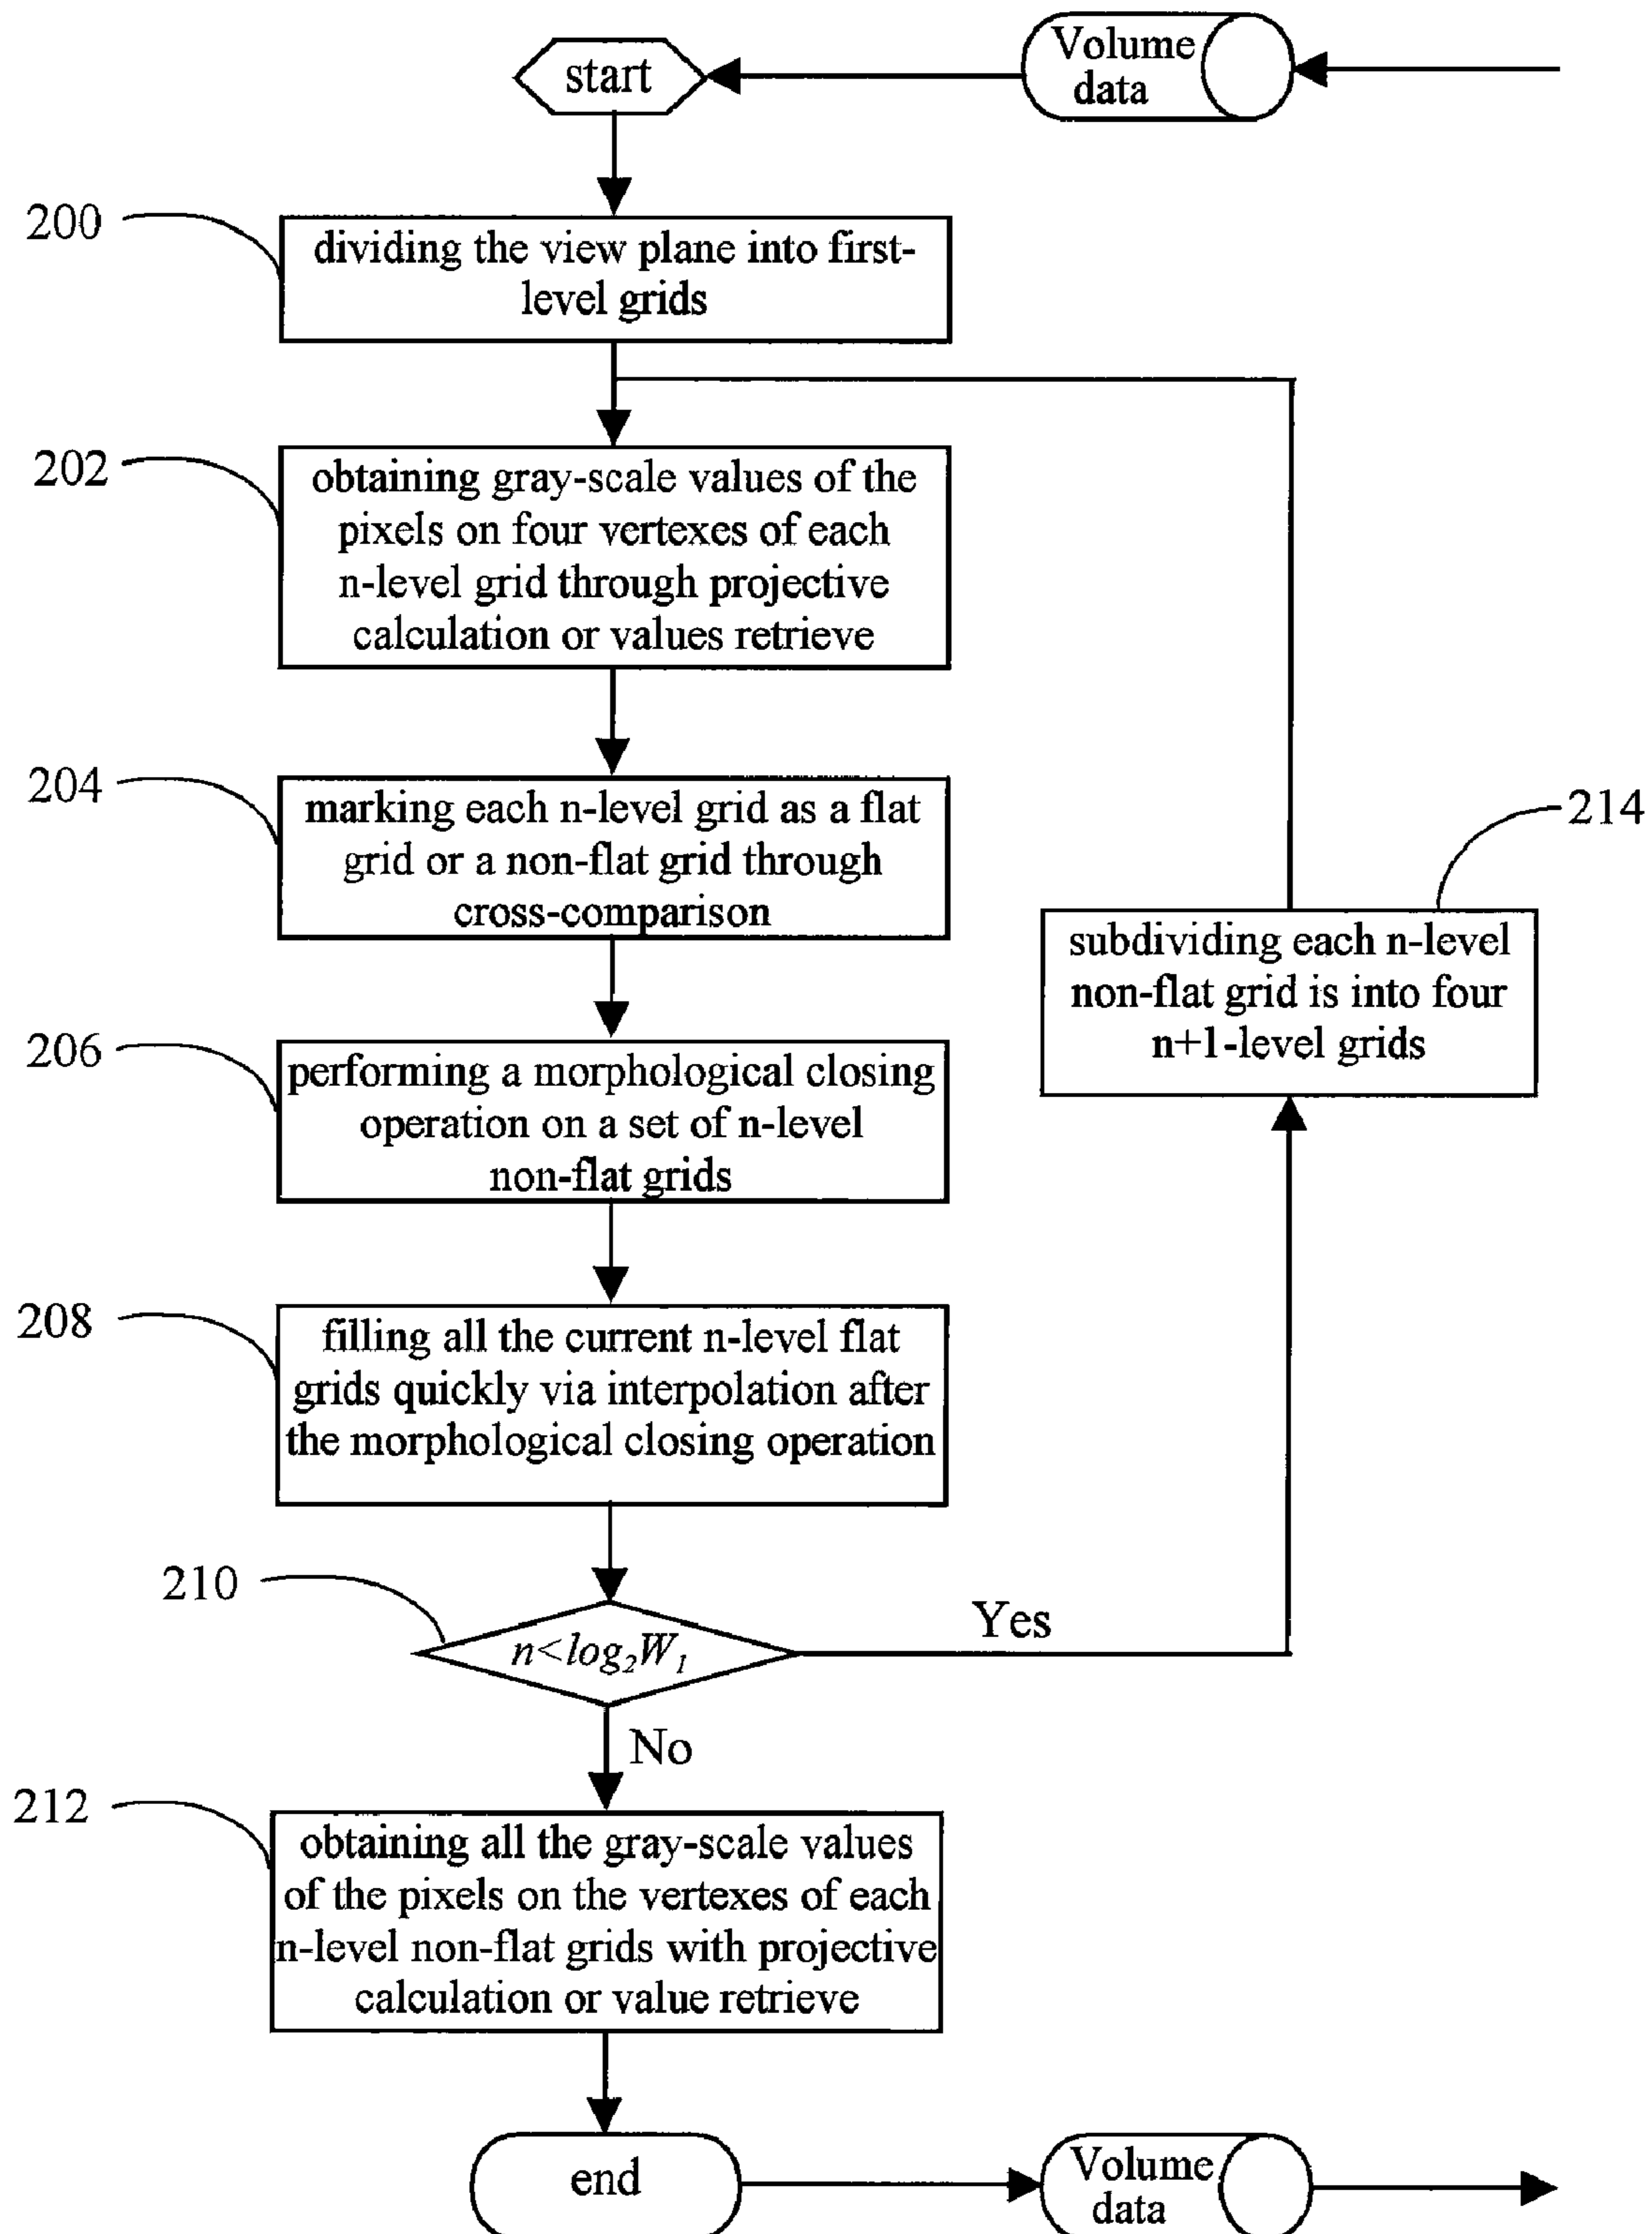 start
Volume
data
200
dividing the view plane into first-
level grids
202
obtaining gray-scale values of the
pixels on four vertexes of each
n-level grid through projective
calculation or values retrieve
204
marking each n-level grid as a flat
grid or a non-flat grid through
cross-comparison
214
subdividing each n-level
non-flat grid is into four
n+1-level grids
206
performing a morphological closing
operation on a set of n-level
non-flat grids
208
filling all the current n-level flat
grids quickly via interpolation after
the morphological closing operation
210
n<log₂W₁
Yes
No
212
obtaining all the gray-scale values
of the pixels on the vertexes of each
n-level non-flat grids with projective
calculation or value retrieve
end
Volume
data